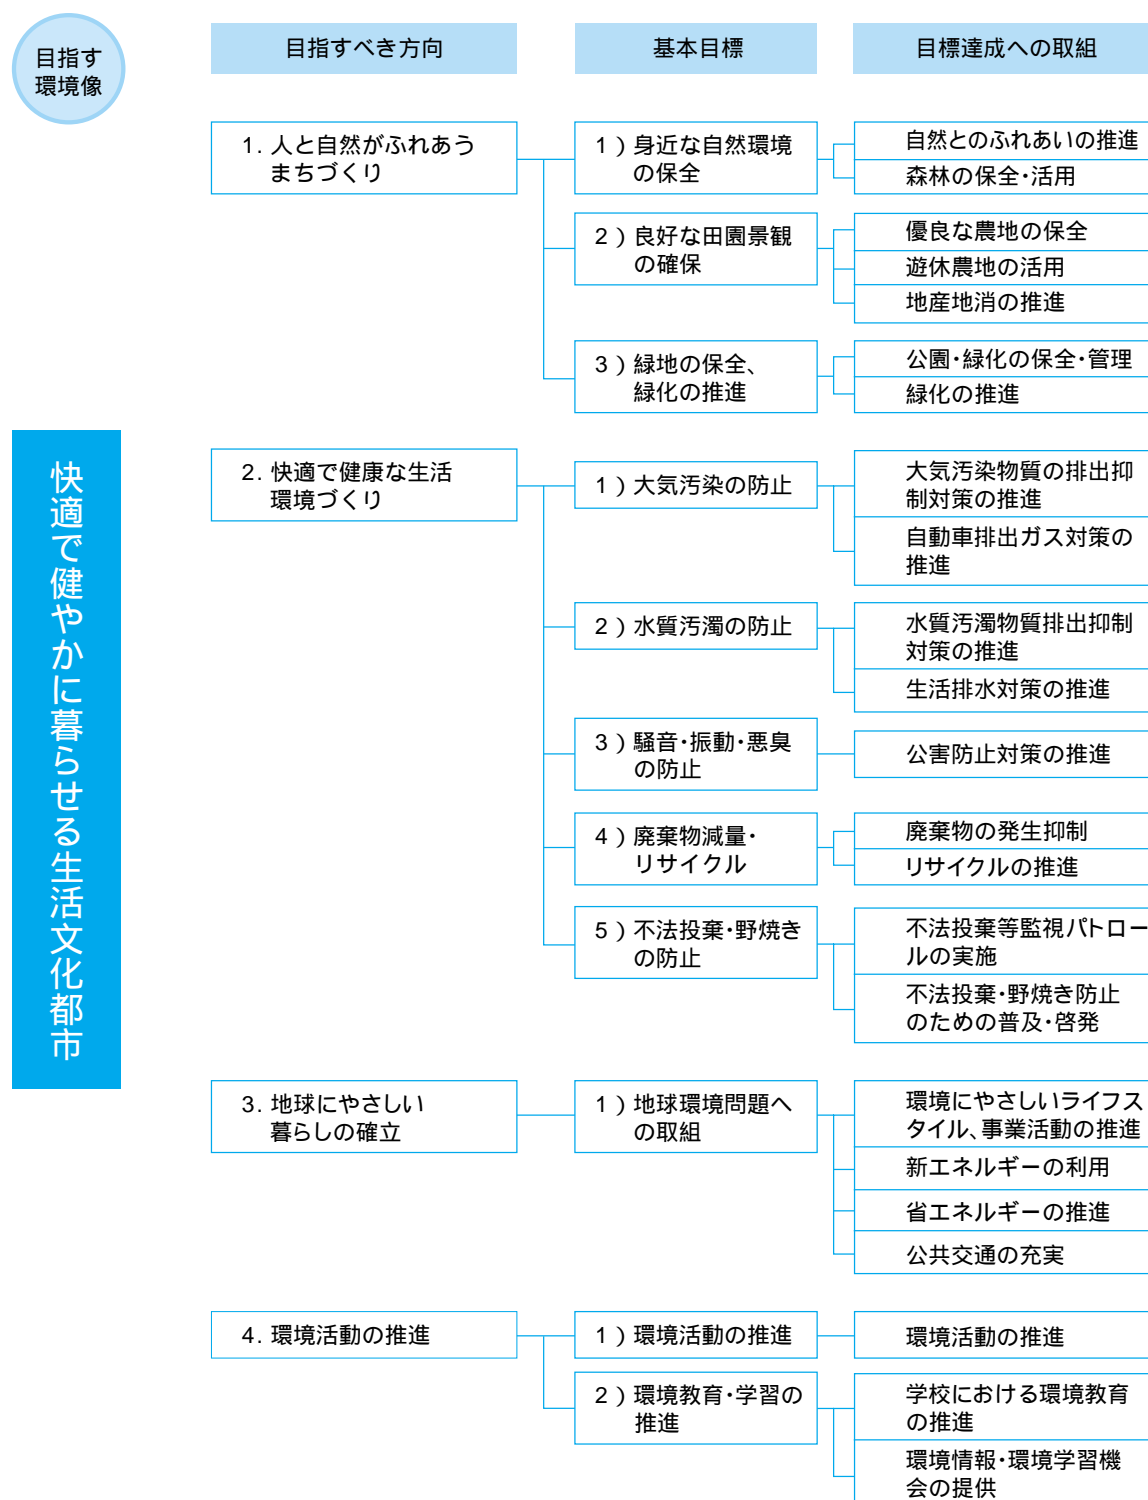 目指す
環境像
目指すべき方向
基本目標
目標達成への取組
快適で健やかに暮らせる生活文化都市
1. 人と自然がふれあう
まちづくり
1）身近な自然環境
の保全
自然とのふれあいの推進
森林の保全・活用
2）良好な田園景観
の確保
優良な農地の保全
遊休農地の活用
地産地消の推進
3）緑地の保全、
緑化の推進
公園・緑化の保全・管理
緑化の推進
2. 快適で健康な生活
環境づくり
1）大気汚染の防止
大気汚染物質の排出抑
制対策の推進
自動車排出ガス対策の
推進
2）水質汚濁の防止
水質汚濁物質排出抑制
対策の推進
生活排水対策の推進
3）騒音・振動・悪臭
の防止
公害防止対策の推進
4）廃棄物減量・
リサイクル
廃棄物の発生抑制
リサイクルの推進
5）不法投棄・野焼き
の防止
不法投棄等監視パトロー
ルの実施
不法投棄・野焼き防止
のための普及・啓発
3. 地球にやさしい
暮らしの確立
1）地球環境問題へ
の取組
環境にやさしいライフス
タイル、事業活動の推進
新エネルギーの利用
省エネルギーの推進
公共交通の充実
4. 環境活動の推進
1）環境活動の推進
環境活動の推進
2）環境教育・学習の
推進
学校における環境教育
の推進
環境情報・環境学習機
会の提供